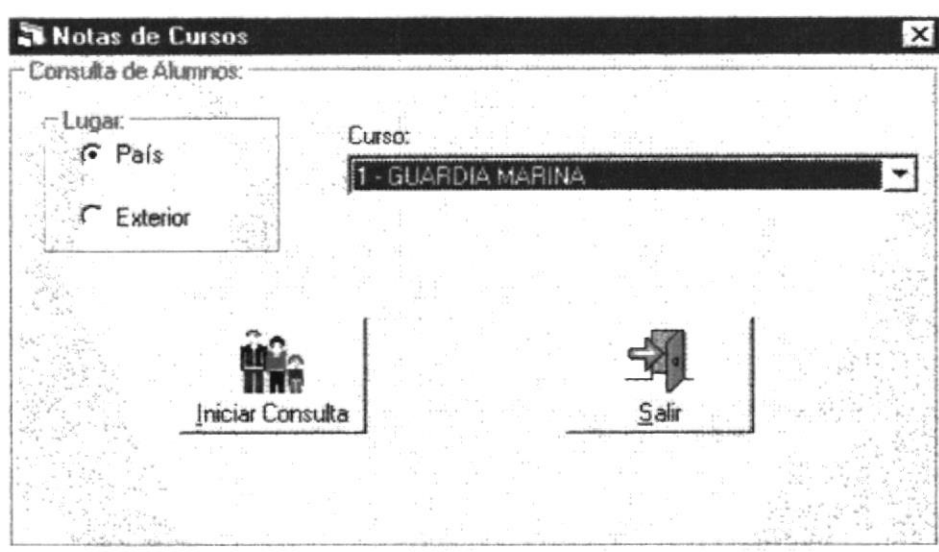 Notas de Cursos
Consulta de Alumnos:
Lugar:
País
Exterior
Curso:
1 - GUARDIA MARINA
Iniciar Consulta
Salir